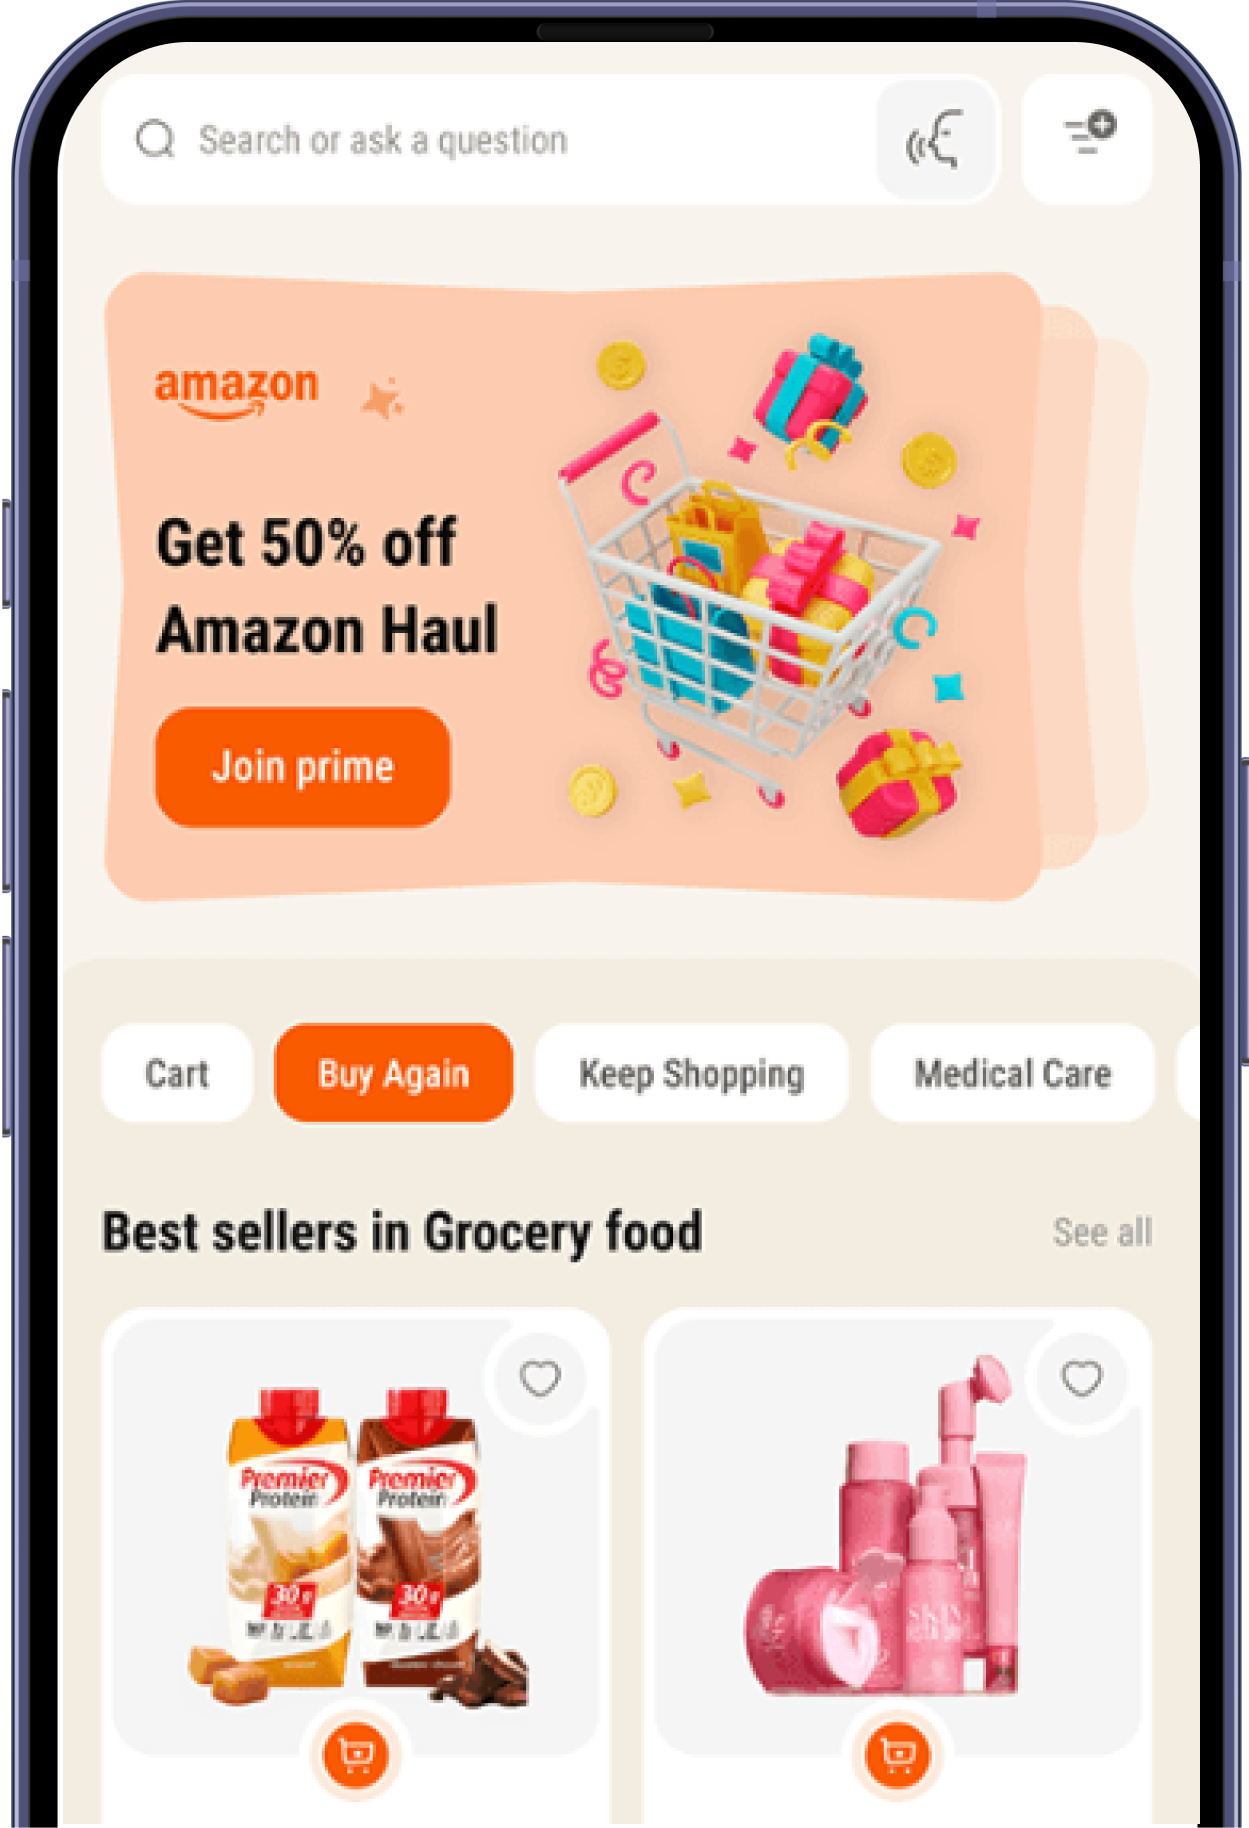 Search or ask a question
amazon
Get 50% off
Amazon Haul
Join prime
Cart
Buy Again
Keep Shopping
Medical Care
Best sellers in Grocery food
See all
Premier
Protein
30g
Premier
Protein
30g
SKIN